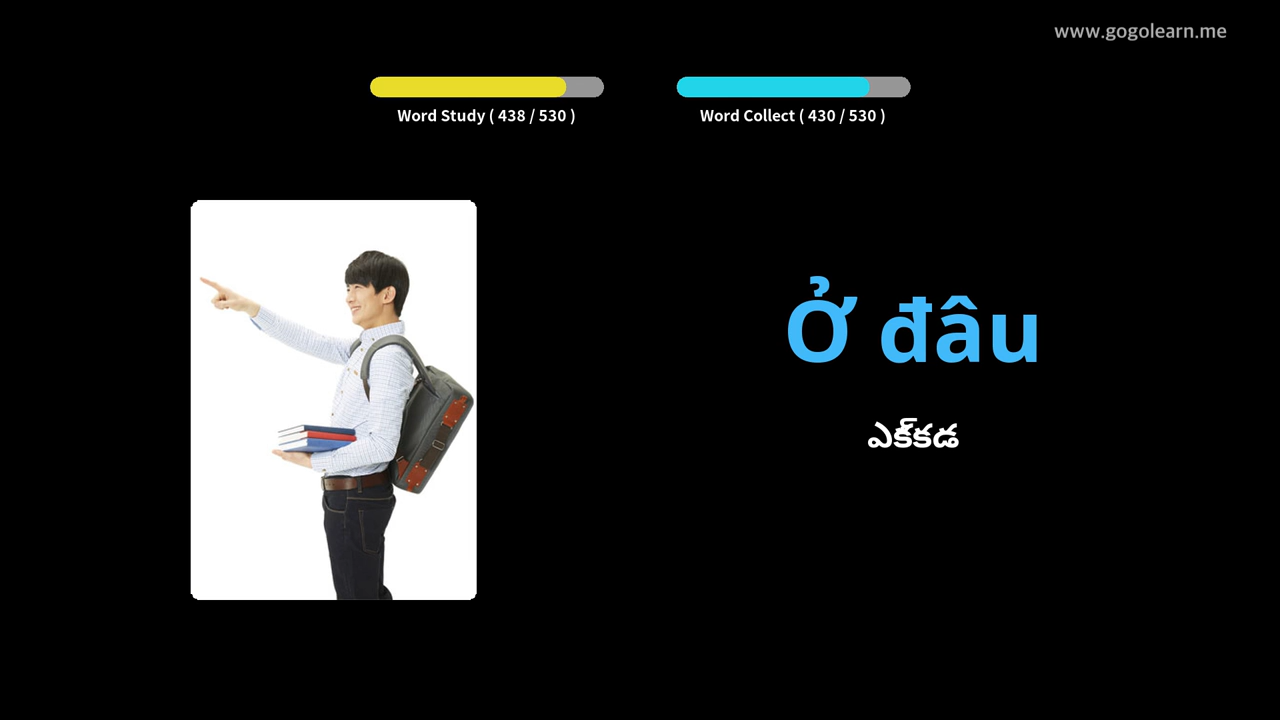 www.gogolearn.me
Word Study ( 438 / 530 )
Word Collect ( 430 / 530 )
Ở đâu
ఎక్కడ